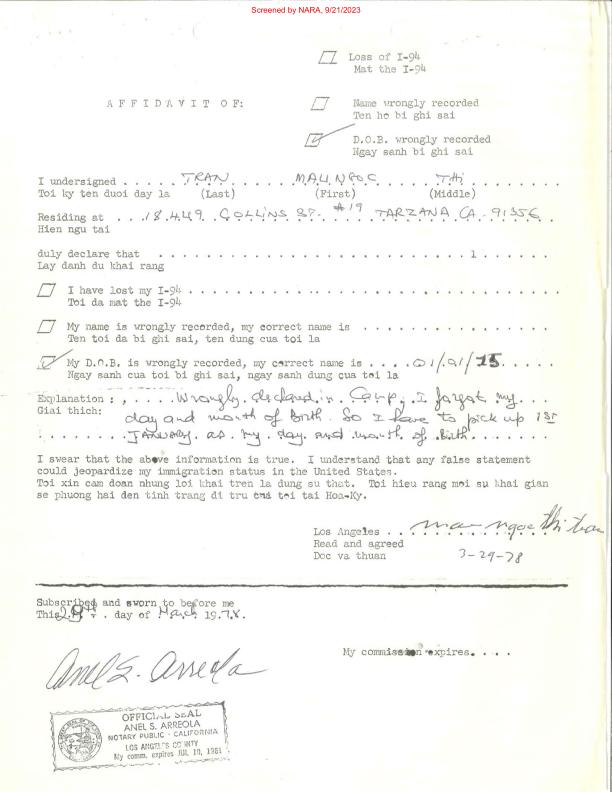 Screened by NARA, 9/21/2023
Loss of I-94
Mat the I-94
AFFIDAVIT OF:
Name wrongly recorded
Ten ho bi ghi sai
D.O.B. wrongly recorded
Ngay sanh bi ghi sai
I undersigned ..... TRAN ..... MAU NGOC ..... THI .....
Toi ky ten duoi day la (Last) (First) (Middle)
Residing at ... 18.449 COLLINS ST. #19 TARZANA CA. 91356
Hien ngu tai
duly declare that .....
Lay danh du khai rang
I have lost my I-94 .....
Toi da mat the I-94
My name is wrongly recorded, my correct name is .....
Ten toi da bi ghi sai, ten dung cua toi la
My D.O.B. is wrongly recorded, my correct name is .... 01/01/15
Ngay sanh cua toi bi ghi sai, ngay sanh dung cua toi la
Explanation : ..... Wrongly declared in Camp, I forgot my
Giai thich: day and month of Birth. So I have to pick up 1st
JANUARY as my day and month of Birth
I swear that the above information is true. I understand that any false statement
could jeopardize my immigration status in the United States.
Toi xin cam doan nhung loi khai tren la dung su that. Toi hieu rang moi su khai gian
se phuong hai den tinh trang di tru cua toi tai Hoa-Ky.
Los Angeles .. mau ngoc thi tran
Read and agreed
Doc va thuan 3-29-78
Subscribed and sworn to before me
This 29th . day of March 19.78.
My commission expires. . . .
Anel S. Arreola
OFFICIAL SEAL
ANEL S. ARREOLA
NOTARY PUBLIC - CALIFORNIA
LOS ANGELES COUNTY
My comm. expires JUL 10, 1981